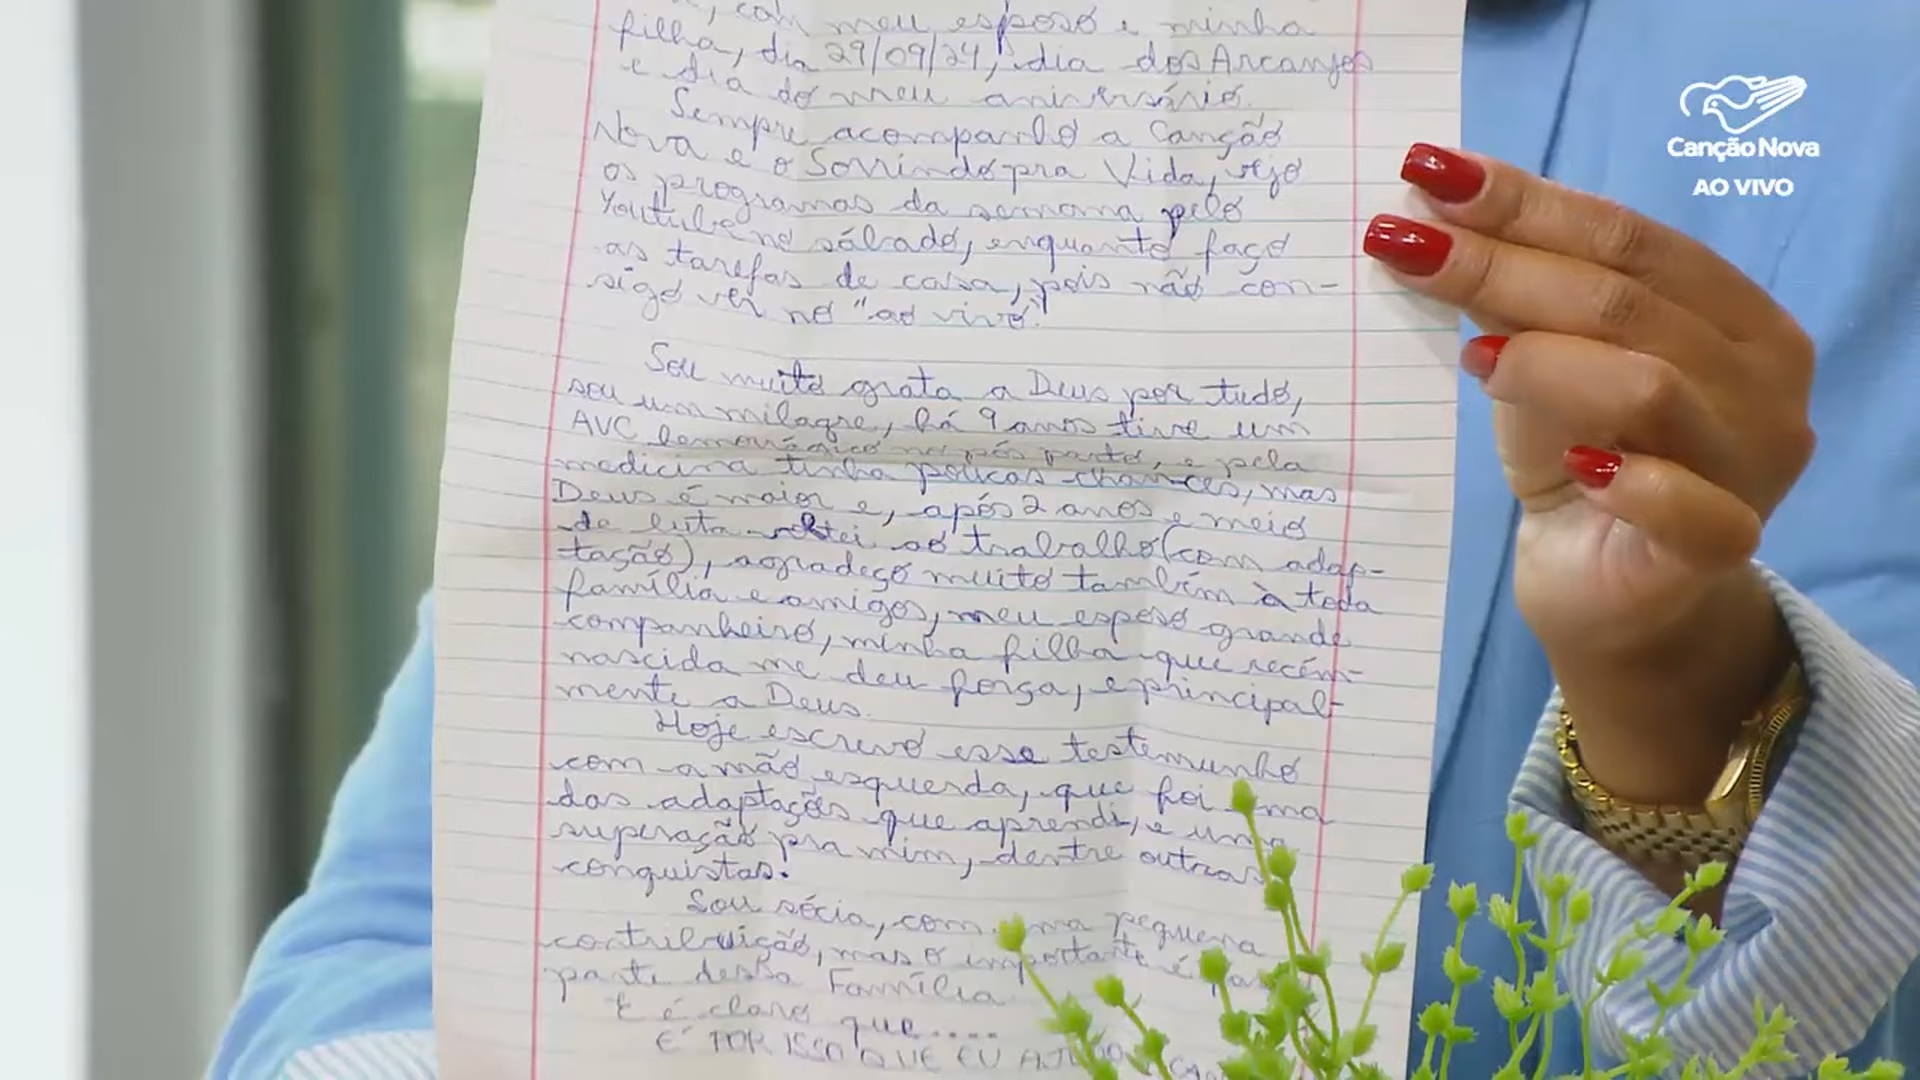 , com meu esposo e minha
filha, dia 29/09/24, dia dos Arcanjos
e dia do meu aniversário.
Sempre acompanho a Canção
Nova e o Sorrindo pra Vida, vejo
os programas da semana pelo
Youtube no sábado, enquanto faço
as tarefas de casa, pois não con-
sigo ver no "ao vivo".
Sou muito grata a Deus por tudo,
sou um milagre, há 9 anos tive um
AVC hemorrágico no pós parto, e pela
medicina tinha poucas chances, mas
Deus é maior e, após 2 anos e meio
de luta voltei ao trabalho (com adap-
tação), agradeço muito também à toda
família e amigos, meu esposo grande
companheiro, minha filha que recém-
nascida me deu força, e principal-
mente a Deus.
Hoje escrevo esse testemunho
com a mão esquerda, que foi uma
das adaptações que aprendi, e uma
superação pra mim, dentre outras
conquistas.
Sou sócia, com uma pequena
contribuição, mas o importante é
parte dessa Família
E é claro que....
É POR ISSO QUE EU AJUDO A
Canção Nova
AO VIVO